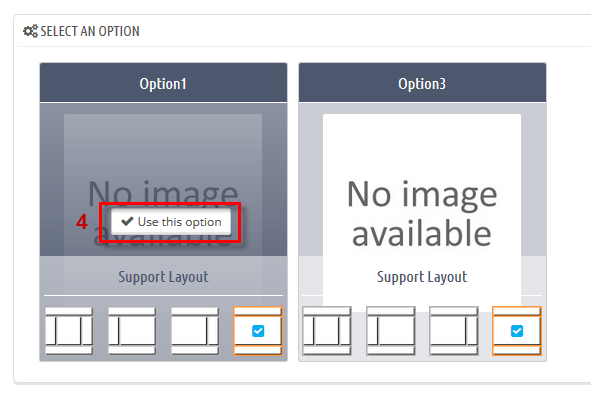 SELECT AN OPTION
Option1
Option3
No image
available
4
Use this option
Support Layout
No image
available
Support Layout